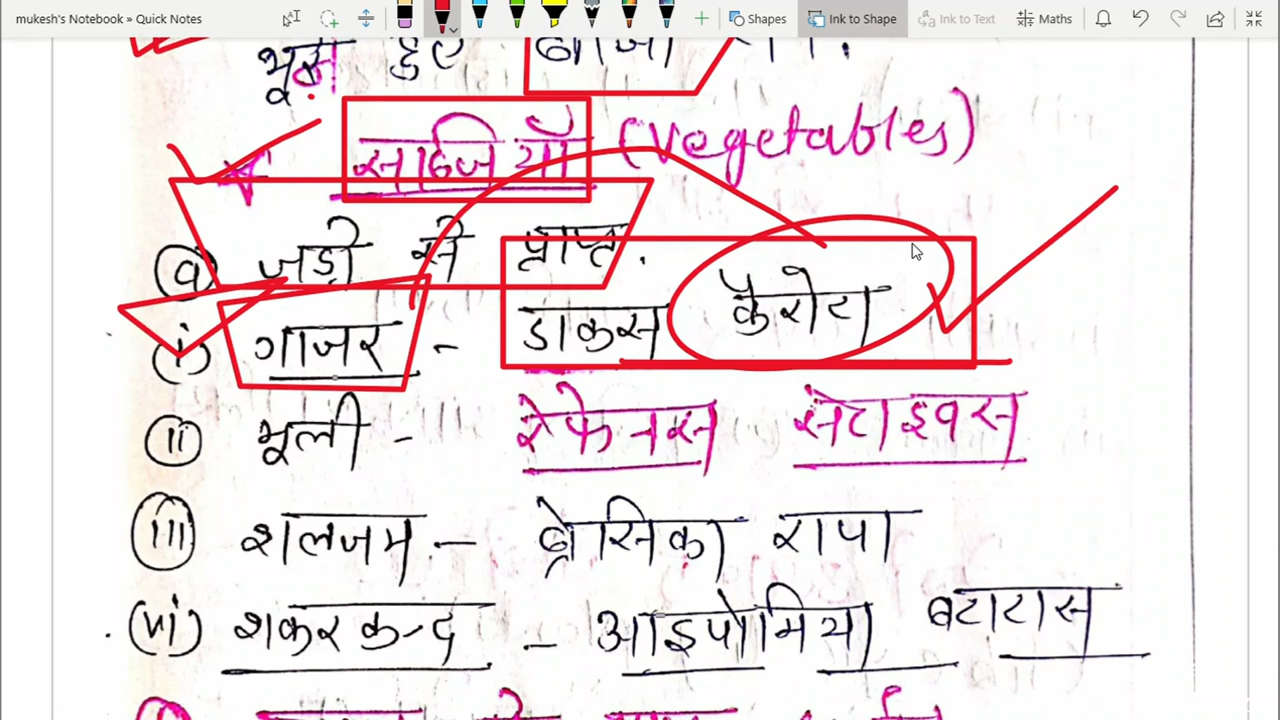 mukesh's Notebook » Quick Notes
Shapes Ink to Shape Ink to Text Maths
भूस हुए
सब्जियाँ (Vegetables)
(a) जड़ो से प्राप्त.
(i) गाजर - डाकस कैरोटा
(ii) मूली - रेफेनस सेटाइवस
(iii) शलजम - ब्रेसिका रापा
(vi) शकरकन्द - आइपोमिया बटाटास